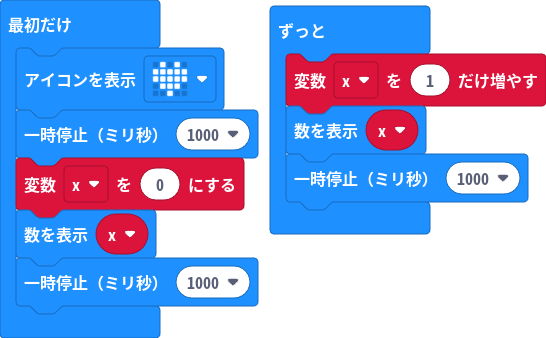 最初だけ
アイコンを表示
一時停止（ミリ秒） 1000
変数 x を 0 にする
数を表示 x
一時停止（ミリ秒） 1000
ずっと
変数 x を 1 だけ増やす
数を表示 x
一時停止（ミリ秒） 1000